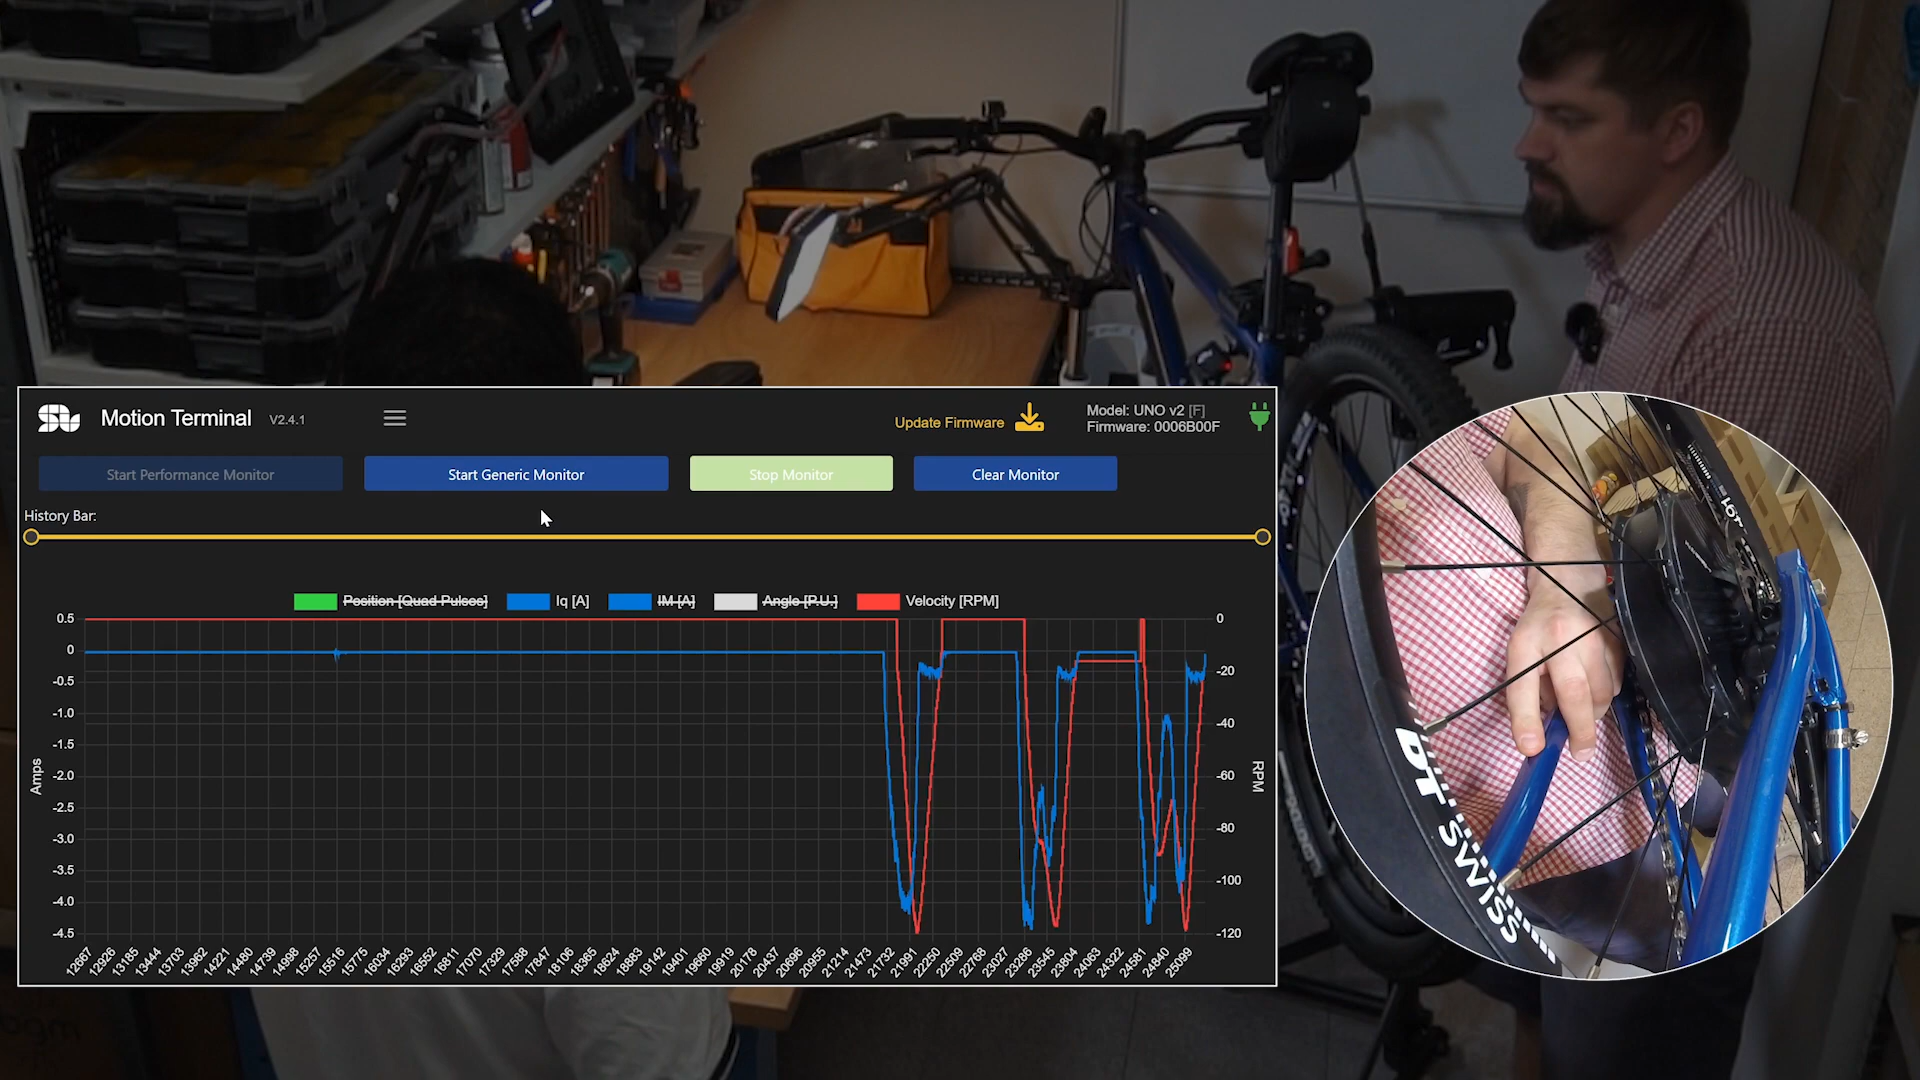 Motion Terminal V2.4.1
Update Firmware
Model: UNO v2 [F]
Firmware: 0006B00F
Start Performance Monitor
Start Generic Monitor
Stop Monitor
Clear Monitor
History Bar:
Position [Quad Pulses]
Iq [A]
IM [A]
Angle [P.U.]
Velocity [RPM]
0.5
0
-0.5
-1.0
-1.5
-2.0
-2.5
-3.0
-3.5
-4.0
-4.5
Amps
0
-20
-40
-60
-80
-100
-120
RPM
12667 12926 13185 13444 13703 13962 14221 14480 14739 14998 15257 15516 15775 16034 16293 16552 16811 17070 17329 17588 17847 18106 18365 18624 18883 19142 19401 19660 19919 20178 20437 20696 20955 21214 21473 21732 21991 22250 22509 22768 23027 23286 23545 23804 24063 24322 24581 24840 25099
DT SWISS